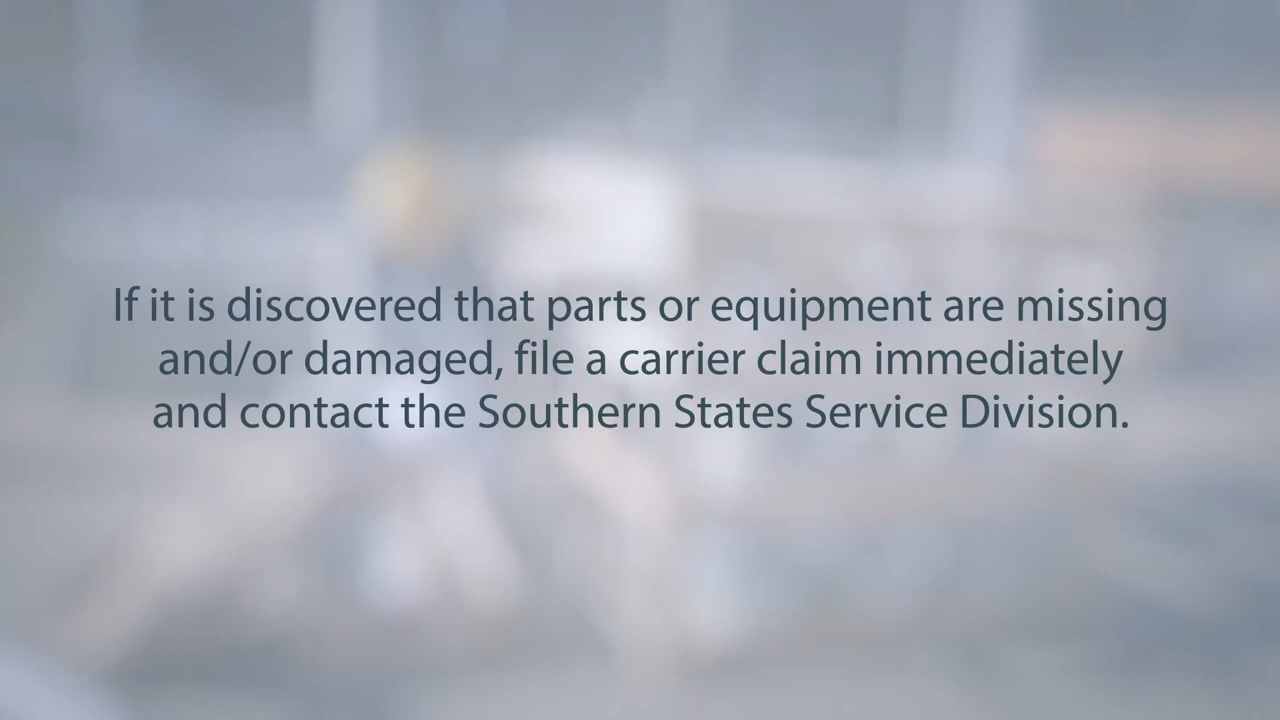 If it is discovered that parts or equipment are missing
and/or damaged, file a carrier claim immediately
and contact the Southern States Service Division.